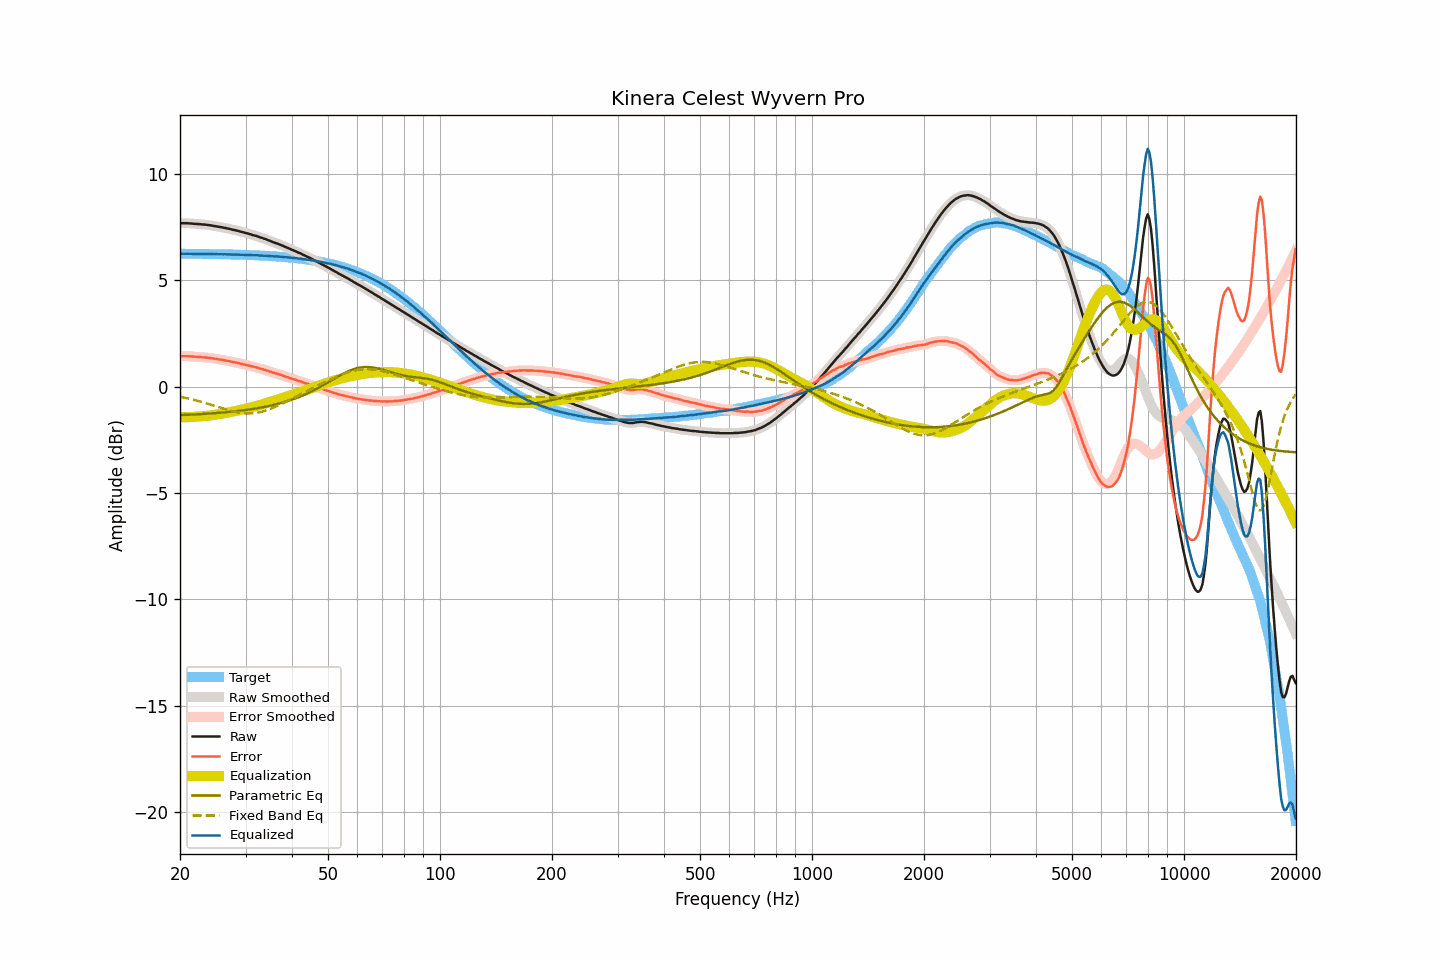 Kinera Celest Wyvern Pro
Amplitude (dBr)
10
5
0
−5
−10
−15
−20
Target
Raw Smoothed
Error Smoothed
Raw
Error
Equalization
Parametric Eq
Fixed Band Eq
Equalized
20 50 100 200 500 1000 2000 5000 10000 20000
Frequency (Hz)